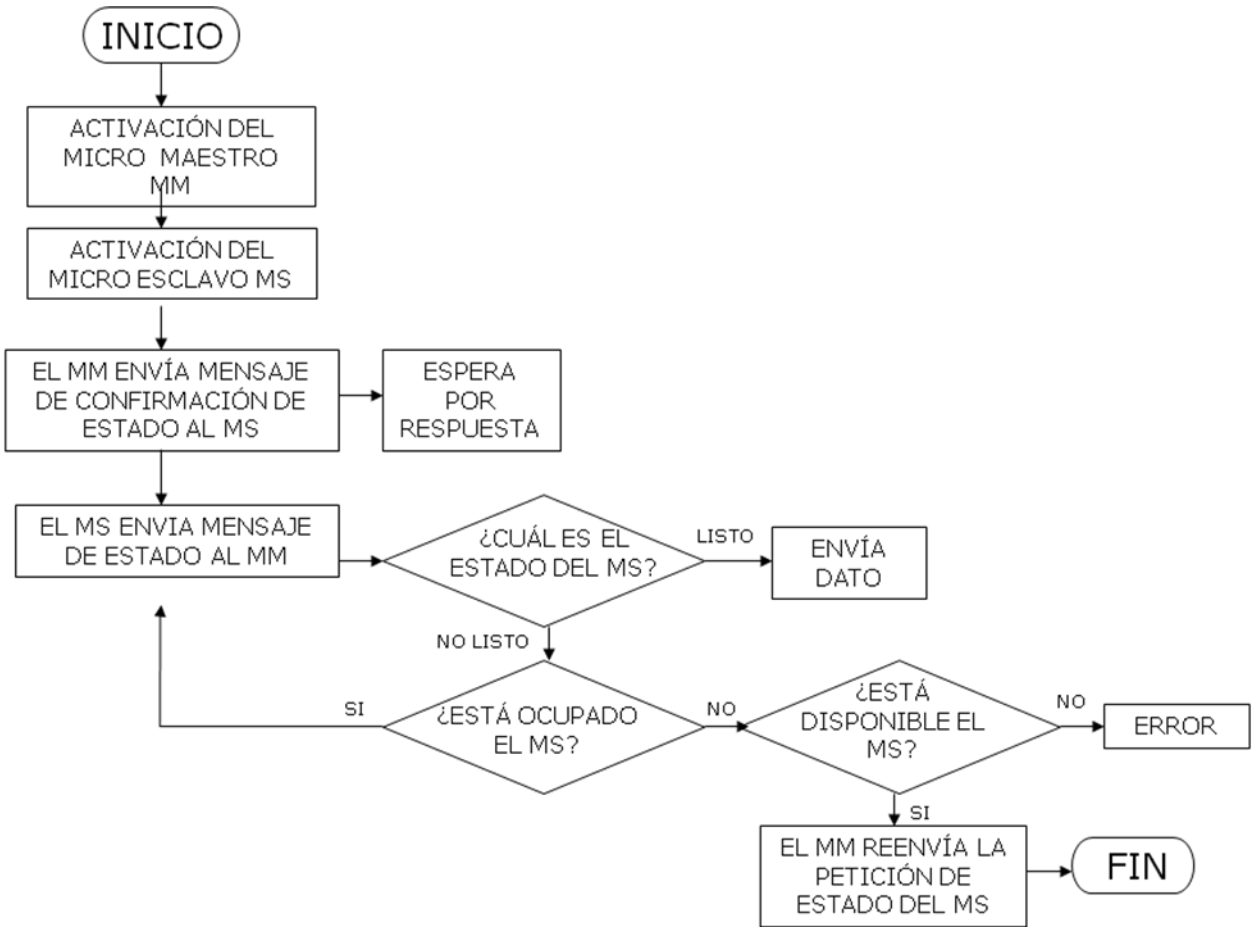 INICIO
ACTIVACIÓN DEL
MICRO MAESTRO
MM
ACTIVACIÓN DEL
MICRO ESCLAVO MS
EL MM ENVÍA MENSAJE
DE CONFIRMACIÓN DE
ESTADO AL MS
ESPERA
POR
RESPUESTA
EL MS ENVIA MENSAJE
DE ESTADO AL MM
¿CUÁL ES EL
ESTADO DEL MS?
LISTO
ENVÍA
DATO
NO LISTO
SI
¿ESTÁ OCUPADO
EL MS?
NO
¿ESTÁ
DISPONIBLE EL
MS?
NO
ERROR
SI
EL MM REENVÍA LA
PETICIÓN DE
ESTADO DEL MS
FIN